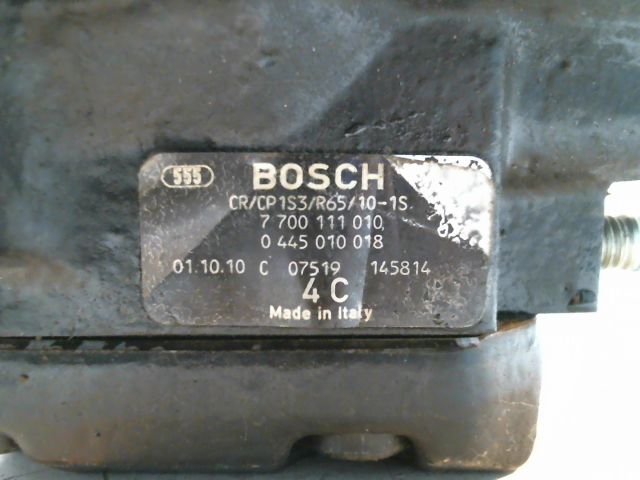 555 BOSCH
CR/CP1S3/R65/10-1S
7 700 111 010
0 445 010 018
01.10.10 C 07519 145814
4 C
Made in Italy